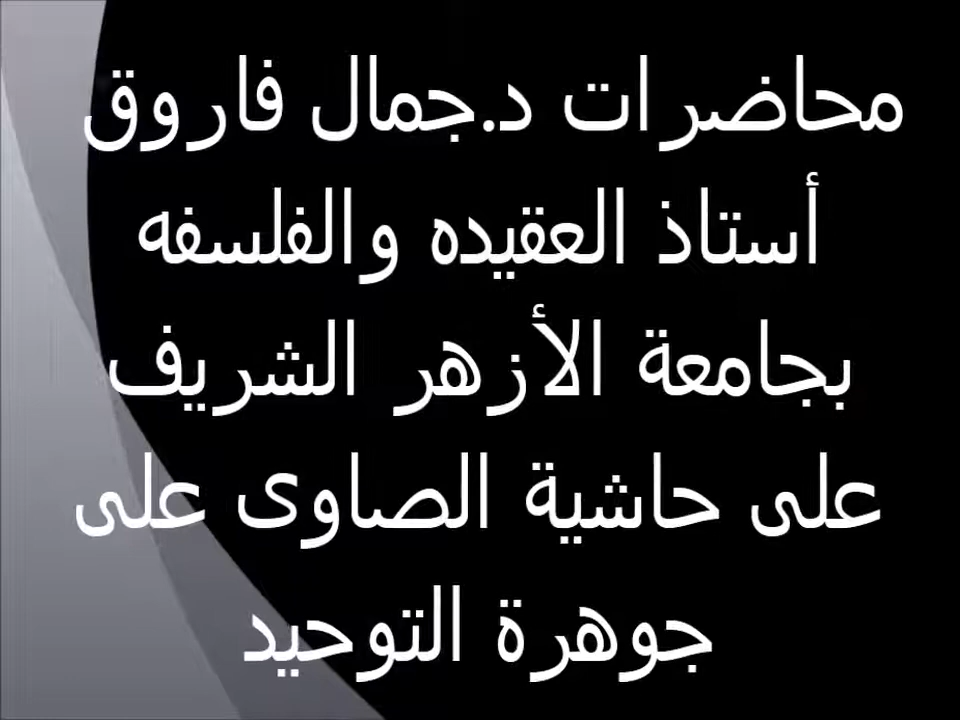 محاضرات د.جمال فاروق
أستاذ العقيده والفلسفه
بجامعة الأزهر الشريف
على حاشية الصاوى على
جوهرة التوحيد